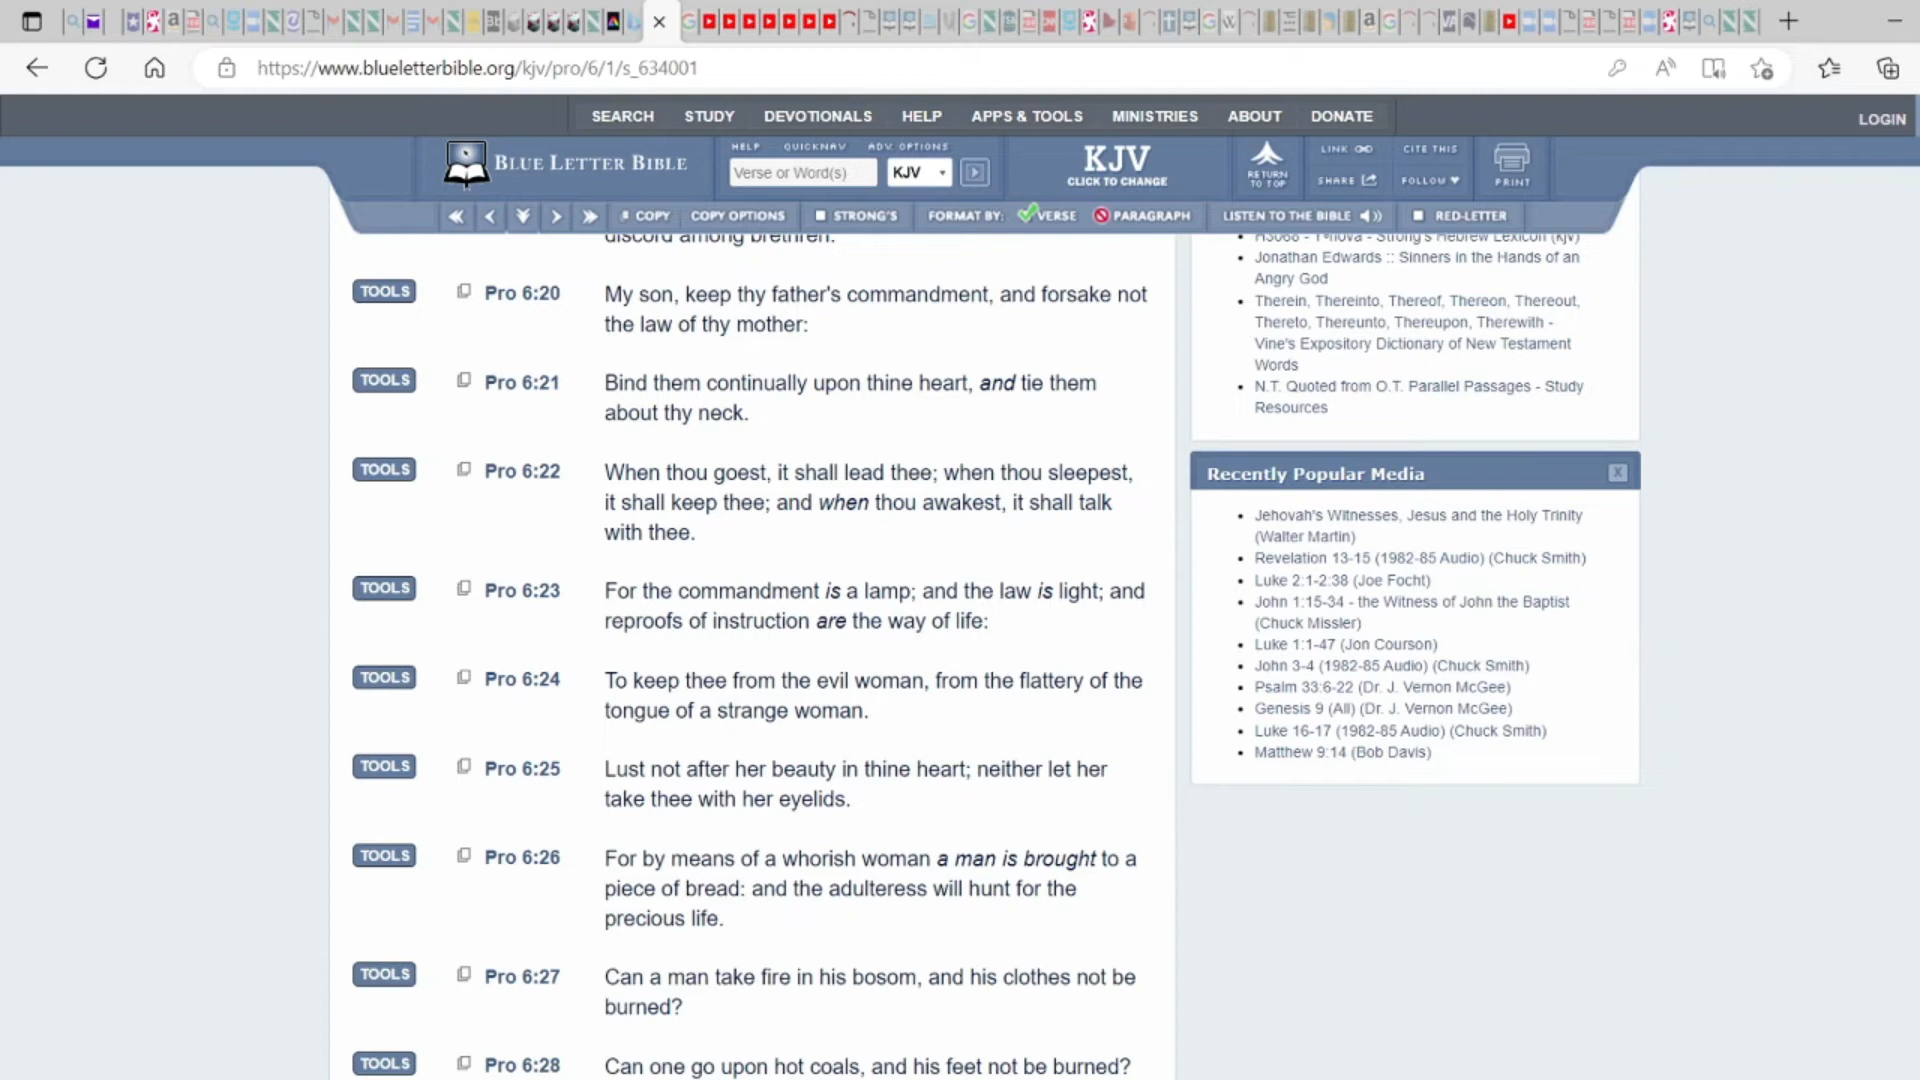 https://www.blueletterbible.org/kjv/pro/6/1/s_634001
SEARCH STUDY DEVOTIONALS HELP APPS & TOOLS MINISTRIES ABOUT DONATE
LOGIN
BLUE LETTER BIBLE
HELP QUICKNAV ADV. OPTIONS
Verse or Word(s)
KJV
KJV
CLICK TO CHANGE
RETURN
TO TOP
LINK
CITE THIS
SHARE
FOLLOW
PRINT
COPY COPY OPTIONS STRONG'S FORMAT BY: VERSE PARAGRAPH LISTEN TO THE BIBLE RED-LETTER
discord among brethren.
TOOLS Pro 6:20 My son, keep thy father's commandment, and forsake not
the law of thy mother:
TOOLS Pro 6:21 Bind them continually upon thine heart, and tie them
about thy neck.
TOOLS Pro 6:22 When thou goest, it shall lead thee; when thou sleepest,
it shall keep thee; and when thou awakest, it shall talk
with thee.
TOOLS Pro 6:23 For the commandment is a lamp; and the law is light; and
reproofs of instruction are the way of life:
TOOLS Pro 6:24 To keep thee from the evil woman, from the flattery of the
tongue of a strange woman.
TOOLS Pro 6:25 Lust not after her beauty in thine heart; neither let her
take thee with her eyelids.
TOOLS Pro 6:26 For by means of a whorish woman a man is brought to a
piece of bread: and the adulteress will hunt for the
precious life.
TOOLS Pro 6:27 Can a man take fire in his bosom, and his clothes not be
burned?
TOOLS Pro 6:28 Can one go upon hot coals, and his feet not be burned?
- Strong's Hebrew Lexicon (kjv)
Jonathan Edwards :: Sinners in the Hands of an
Angry God
Therein, Thereinto, Thereof, Thereon, Thereout,
Thereto, Thereunto, Thereupon, Therewith -
Vine's Expository Dictionary of New Testament
Words
N.T. Quoted from O.T. Parallel Passages - Study
Resources
Recently Popular Media
Jehovah's Witnesses, Jesus and the Holy Trinity
(Walter Martin)
Revelation 13-15 (1982-85 Audio) (Chuck Smith)
Luke 2:1-2:38 (Joe Focht)
John 1:15-34 - the Witness of John the Baptist
(Chuck Missler)
Luke 1:1-47 (Jon Courson)
John 3-4 (1982-85 Audio) (Chuck Smith)
Psalm 33:6-22 (Dr. J. Vernon McGee)
Genesis 9 (All) (Dr. J. Vernon McGee)
Luke 16-17 (1982-85 Audio) (Chuck Smith)
Matthew 9:14 (Bob Davis)